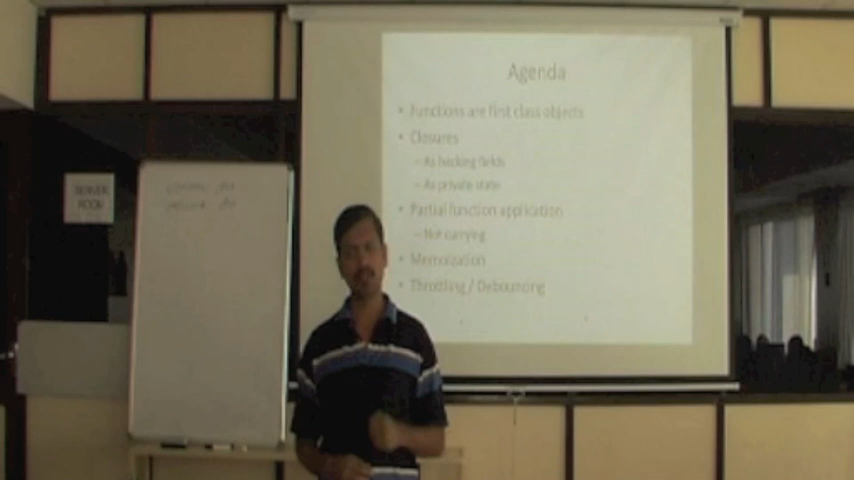 Agenda
• Functions are first class objects
• Closures
– As backing fields
– As private state
• Partial function application
– Not currying
• Memoization
• Throttling / Debouncing
SERVER
ROOM